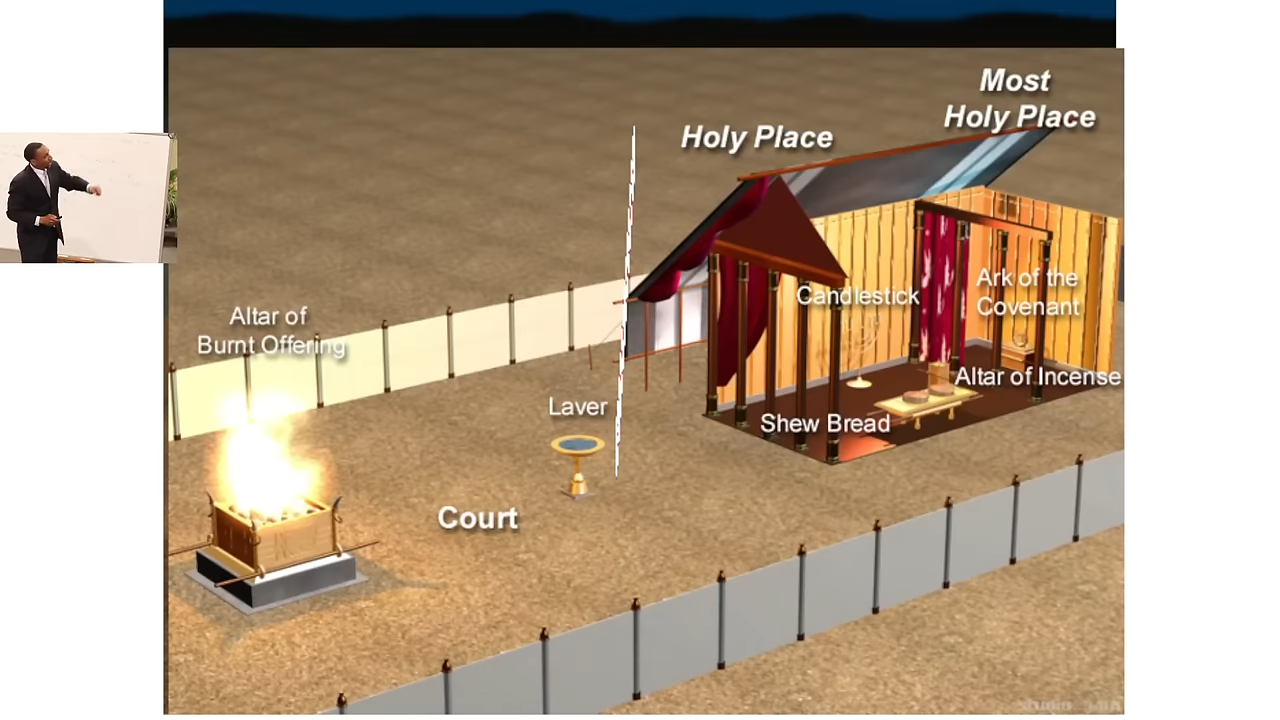 Most
Holy Place
Holy Place
Ark of the
Covenant
Candlestick
Altar of
Burnt Offering
Altar of Incense
Laver
Shew Bread
Court